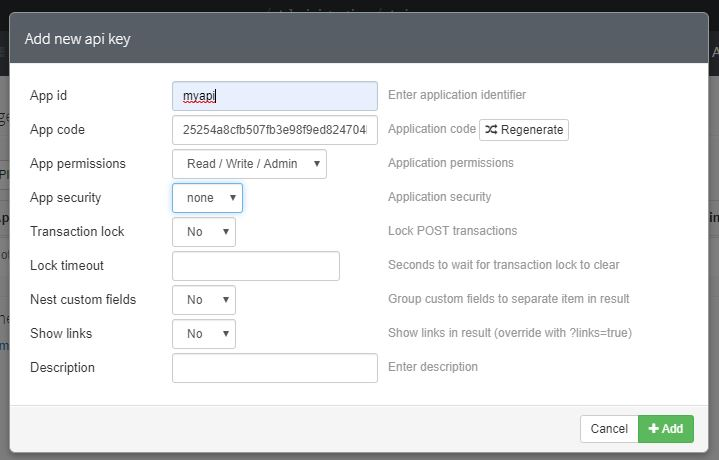 Add new api key
App id myapi Enter application identifier
App code 25254a8cfb507fb3e98f9ed824704 Application code Regenerate
App permissions Read / Write / Admin Application permissions
App security none Application security
Transaction lock No Lock POST transactions
Lock timeout Seconds to wait for transaction lock to clear
Nest custom fields No Group custom fields to separate item in result
Show links No Show links in result (override with ?links=true)
Description Enter description
Cancel Add